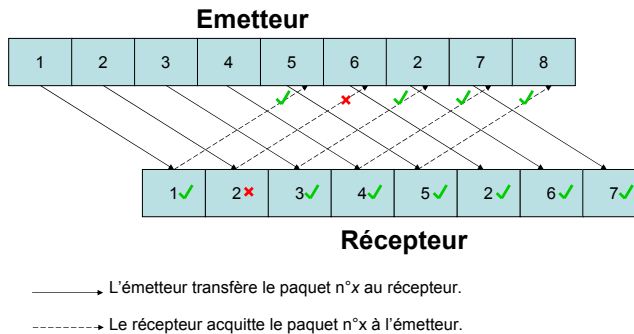 Emetteur
1 2 3 4 5 6 2 7 8
1 2 3 4 5 2 6 7
Récepteur
L'émetteur transfère le paquet n°x au récepteur.
Le récepteur acquitte le paquet n°x à l'émetteur.